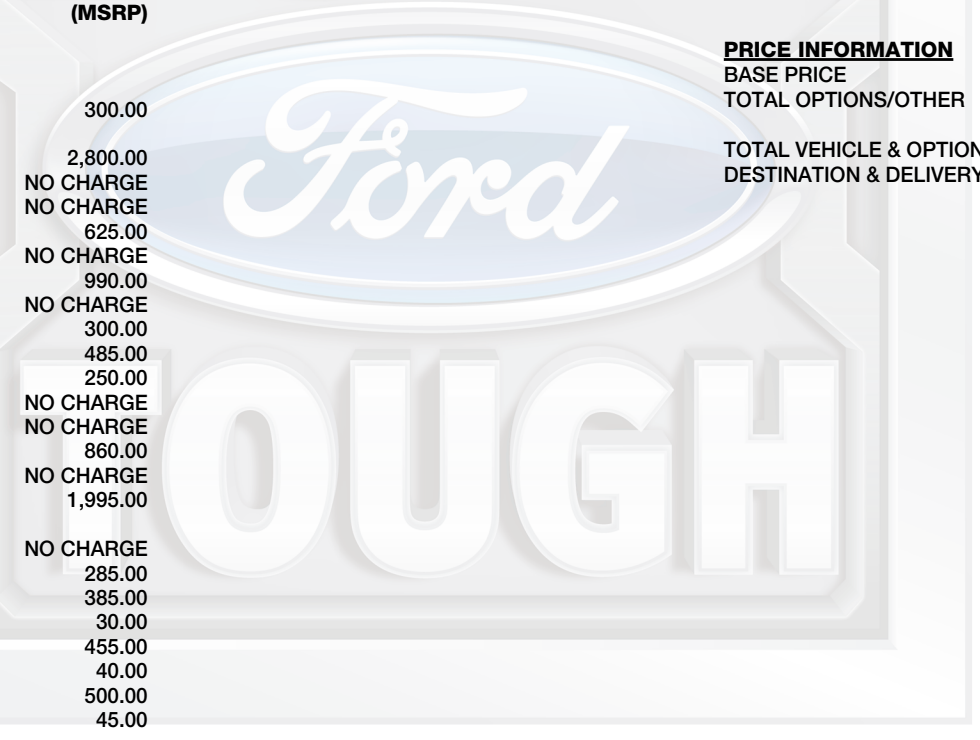 (MSRP)
300.00
2,800.00
NO CHARGE
NO CHARGE
625.00
NO CHARGE
990.00
NO CHARGE
300.00
485.00
250.00
NO CHARGE
NO CHARGE
860.00
NO CHARGE
1,995.00
NO CHARGE
285.00
385.00
30.00
455.00
40.00
500.00
45.00
PRICE INFORMATION
BASE PRICE
TOTAL OPTIONS/OTHER
TOTAL VEHICLE & OPTION
DESTINATION & DELIVERY
Ford
TOUGH